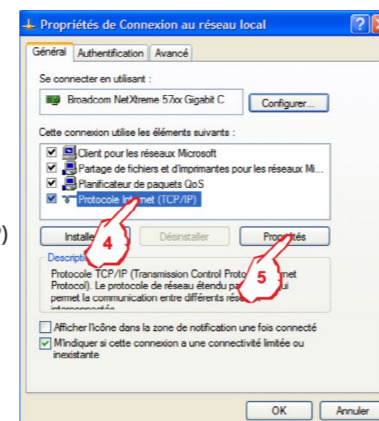 Propriétés de Connexion au réseau local
Général Authentification Avancé
Se connecter en utilisant :
Broadcom NetXtreme 57xx Gigabit C Configurer...
Cette connexion utilise les éléments suivants :
Client pour les réseaux Microsoft
Partage de fichiers et d'imprimantes pour les réseaux Mi...
Planificateur de paquets QoS
Protocole Internet (TCP/IP)
P)
4
Désinstaller
5
Protocole TCP/IP (Transmission Control
Protocol). Le protocole de réseau étendu
permet la communication entre différents
Afficher l'icône dans la zone de notification une fois connecté
M'indiquer si cette connexion a une connectivité limitée ou
inexistante
OK Annuler